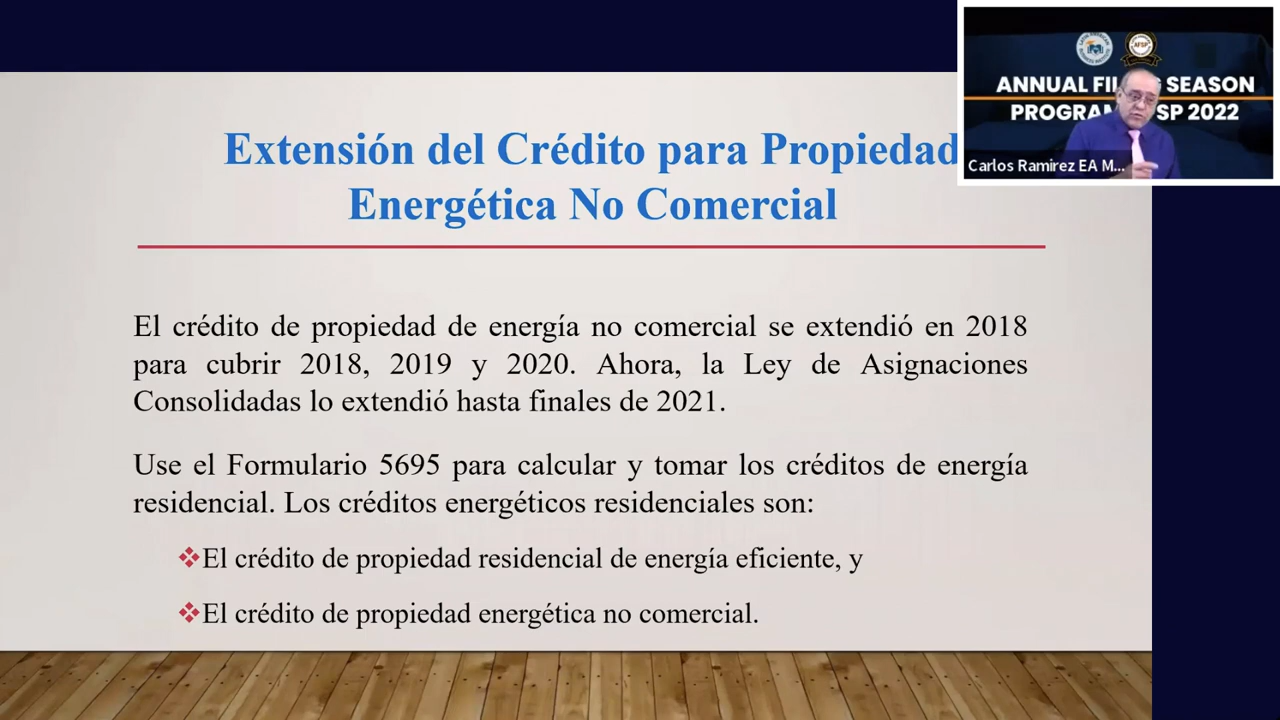 Extensión del Crédito para Propiedad
Energética No Comercial
El crédito de propiedad de energía no comercial se extendió en 2018
para cubrir 2018, 2019 y 2020. Ahora, la Ley de Asignaciones
Consolidadas lo extendió hasta finales de 2021.
Use el Formulario 5695 para calcular y tomar los créditos de energía
residencial. Los créditos energéticos residenciales son:
❖El crédito de propiedad residencial de energía eficiente, y
❖El crédito de propiedad energética no comercial.
AFSP
ANNUAL FI G SEASON
PROGRA SP 2022
Carlos Ramirez EA M...